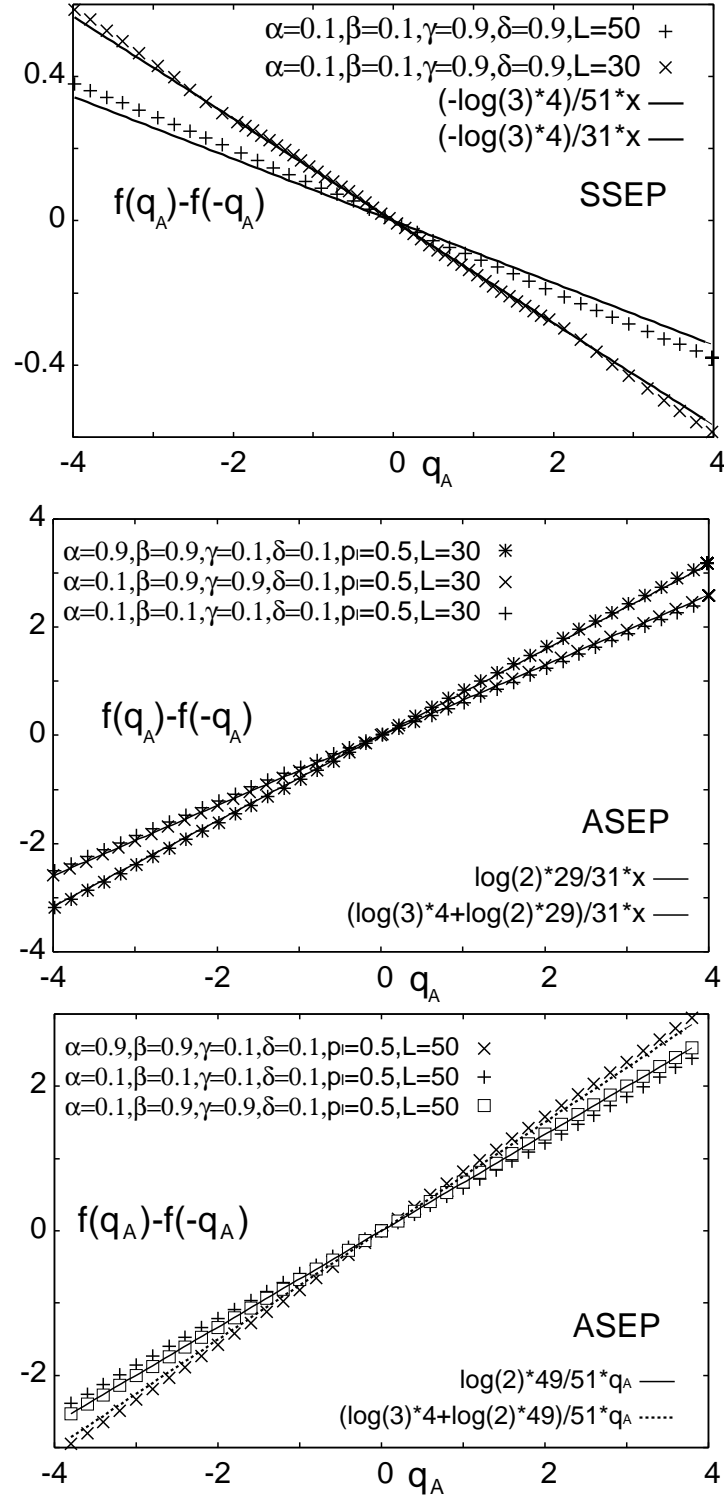 α=0.1,β=0.1,γ=0.9,δ=0.9,L=50
α=0.1,β=0.1,γ=0.9,δ=0.9,L=30
(-log(3)*4)/51*x
(-log(3)*4)/31*x
0.4
0
-0.4
f(q_A)-f(-q_A)
SSEP
-4 -2 0 2 4
q_A
4
2
0
-2
-4
α=0.9,β=0.9,γ=0.1,δ=0.1,pₗ=0.5,L=30
α=0.1,β=0.9,γ=0.9,δ=0.1,pₗ=0.5,L=30
α=0.1,β=0.1,γ=0.1,δ=0.1,pₗ=0.5,L=30
f(q_A)-f(-q_A)
ASEP
log(2)*29/31*x
(log(3)*4+log(2)*29)/31*x
-4 -2 0 2 4
q_A
2
0
-2
α=0.9,β=0.9,γ=0.1,δ=0.1,pₗ=0.5,L=50
α=0.1,β=0.1,γ=0.1,δ=0.1,pₗ=0.5,L=50
α=0.1,β=0.9,γ=0.9,δ=0.1,pₗ=0.5,L=50
f(q_A)-f(-q_A)
ASEP
log(2)*49/51*q_A
(log(3)*4+log(2)*49)/51*q_A
-4 -2 0 2 4
q_A